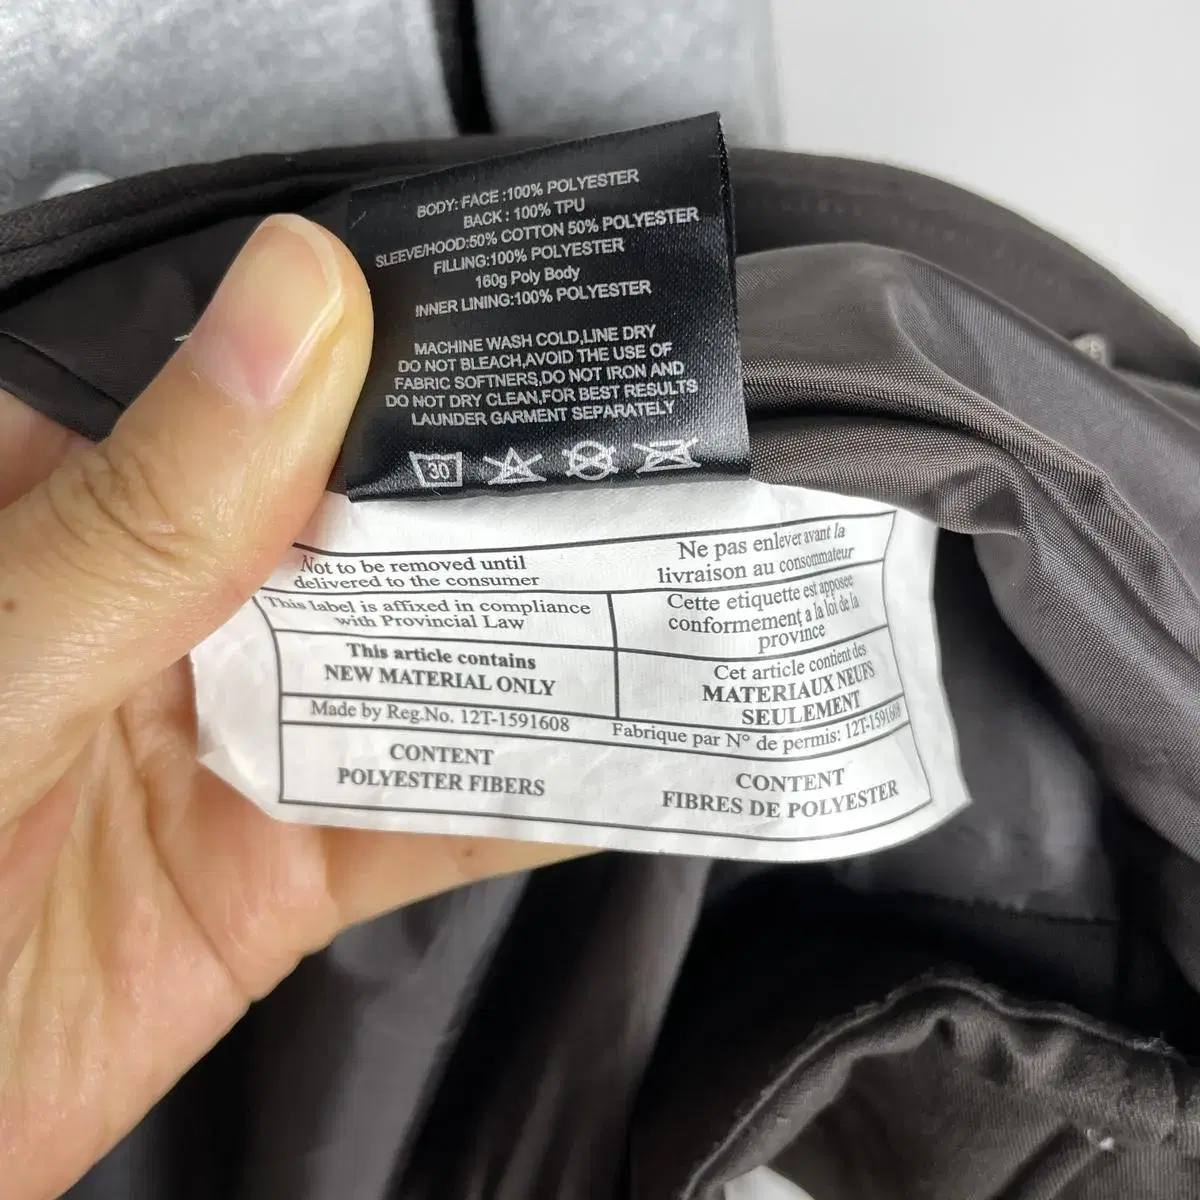 BODY: FACE :100% POLYESTER
BACK : 100% TPU
SLEEVE/HOOD:50% COTTON 50% POLYESTER
FILLING:100% POLYESTER
160g Poly Body
INNER LINING:100% POLYESTER
MACHINE WASH COLD,LINE DRY
DO NOT BLEACH,AVOID THE USE OF
FABRIC SOFTNERS,DO NOT IRON AND
DO NOT DRY CLEAN,FOR BEST RESULTS
LAUNDER GARMENT SEPARATELY
30
Not to be removed until
delivered to the consumer
Ne pas enlever avant la
livraison au consommateur
This label is affixed in compliance
with Provincial Law
Cette etiquette est apposee
conformement a la loi de la
province
This article contains
NEW MATERIAL ONLY
Cet article contient des
MATERIAUX NEUFS
SEULEMENT
Made by Reg.No. 12T-1591608
Fabrique par N° de permis: 12T-1591608
CONTENT
POLYESTER FIBERS
CONTENT
FIBRES DE POLYESTER